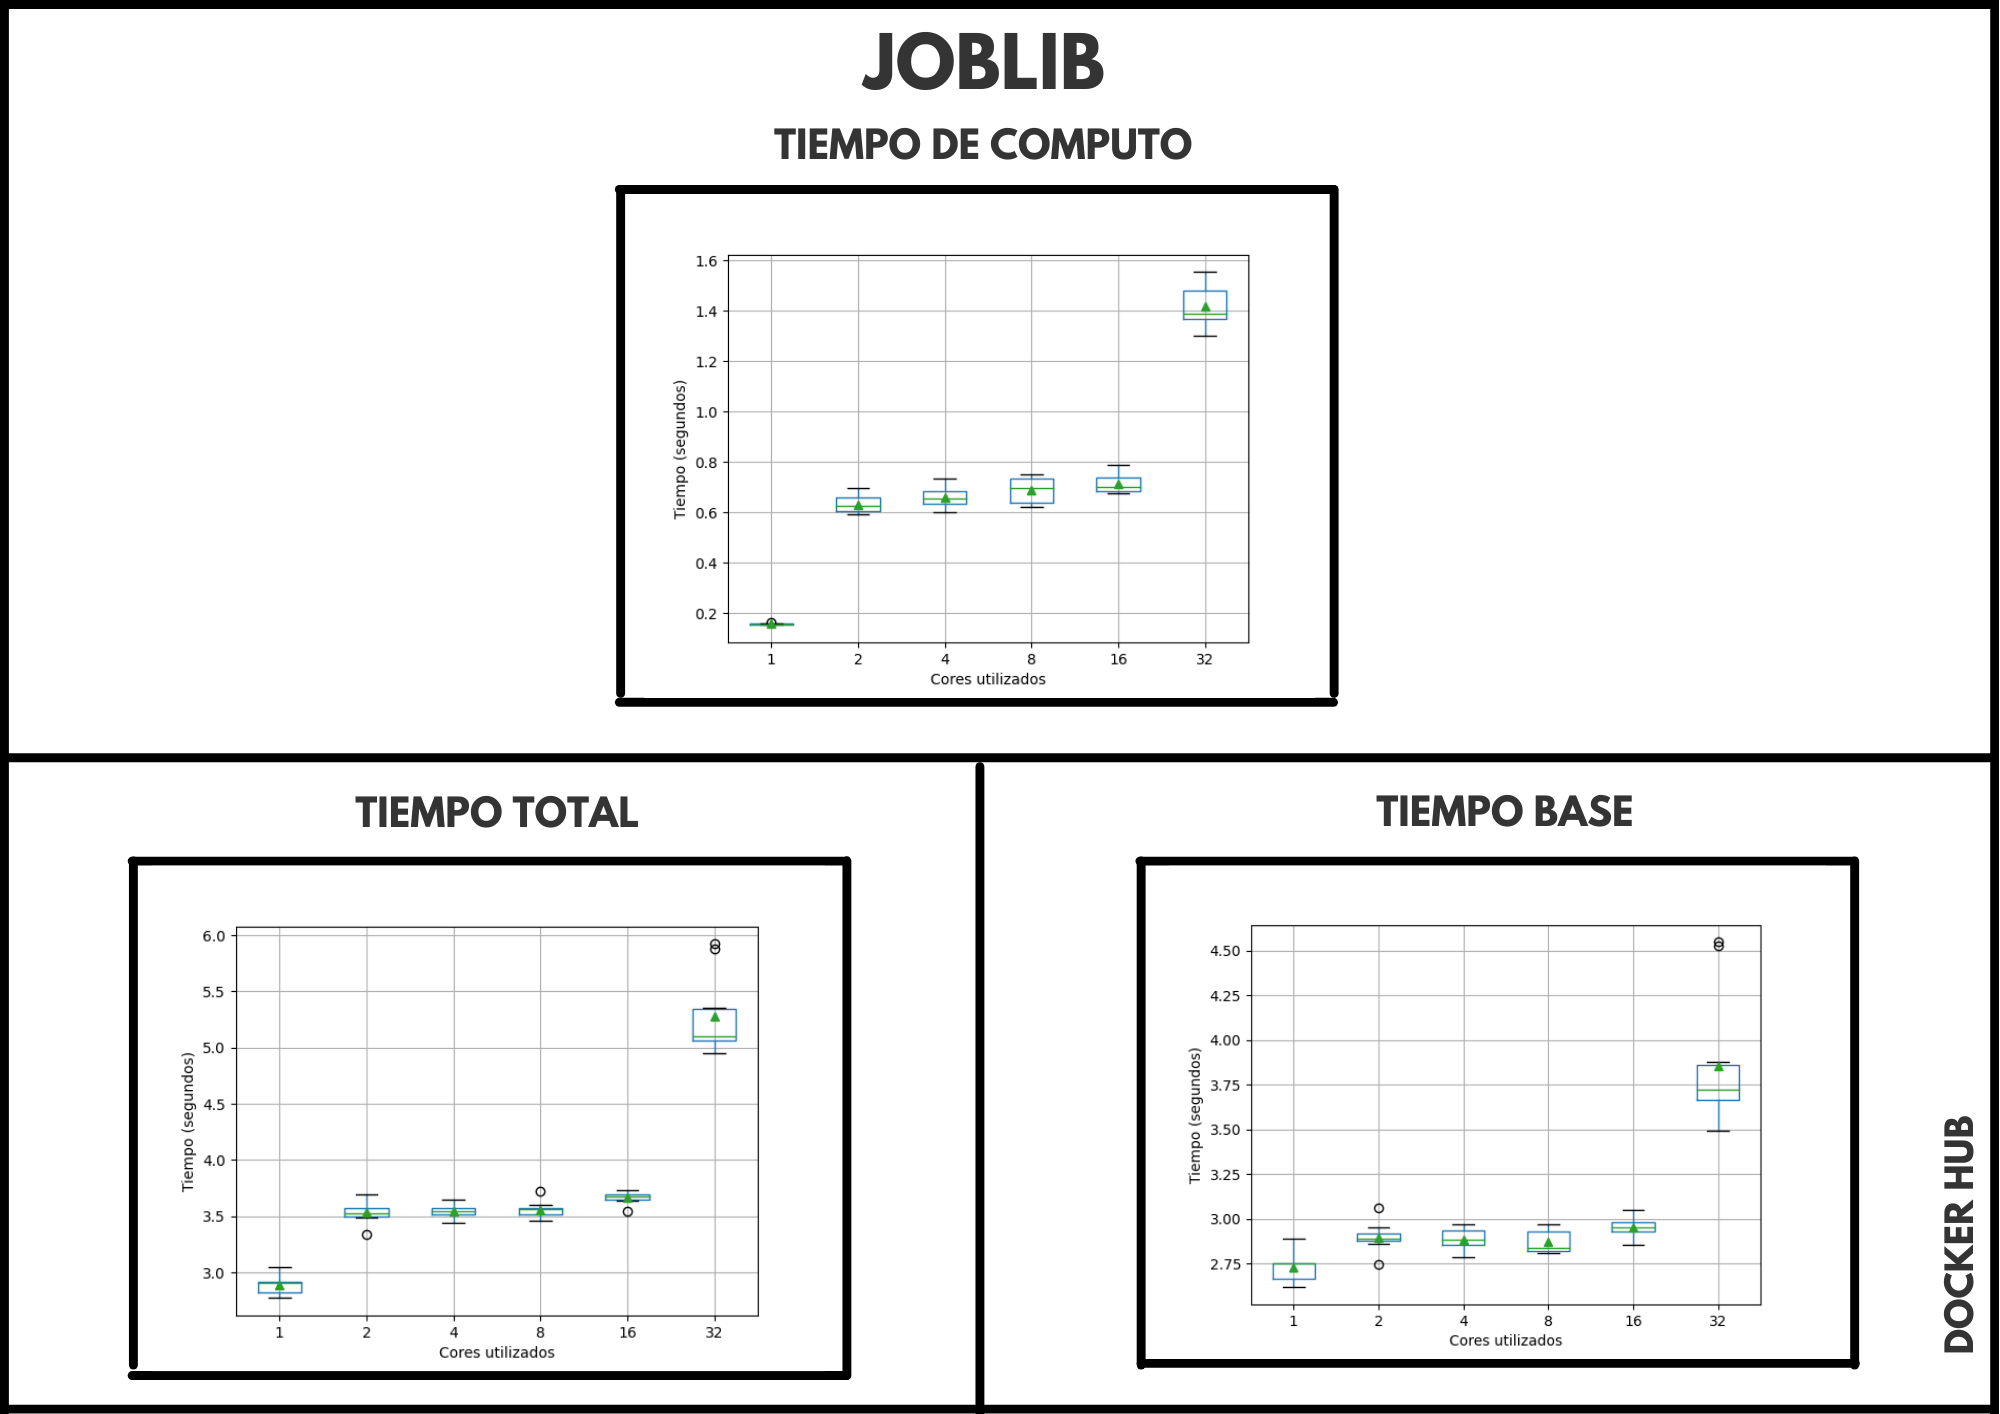 JOBLIB
TIEMPO DE COMPUTO
1.6
1.4
1.2
1.0
0.8
0.6
0.4
0.2
Tiempo (segundos)
1 2 4 8 16 32
Cores utilizados
TIEMPO TOTAL
6.0
5.5
5.0
4.5
4.0
3.5
3.0
Tiempo (segundos)
1 2 4 8 16 32
Cores utilizados
TIEMPO BASE
4.50
4.25
4.00
3.75
3.50
3.25
3.00
2.75
Tiempo (segundos)
1 2 4 8 16 32
Cores utilizados
DOCKER HUB